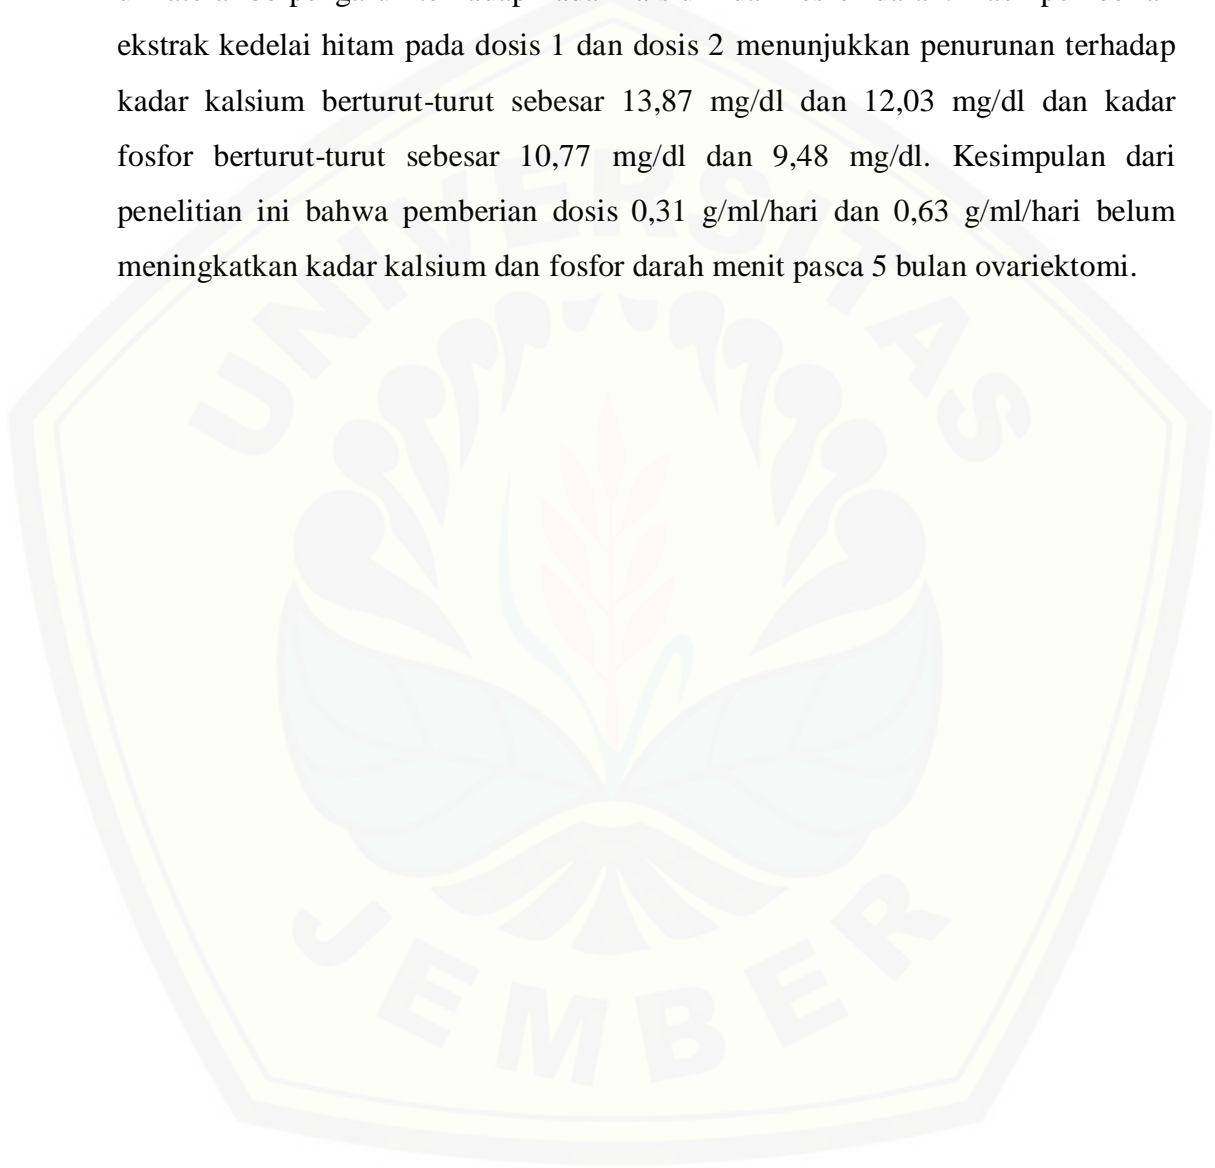 ekstrak kedelai hitam pada dosis 1 dan dosis 2 menunjukkan penurunan terhadap
kadar kalsium berturut-turut sebesar 13,87 mg/dl dan 12,03 mg/dl dan kadar
fosfor berturut-turut sebesar 10,77 mg/dl dan 9,48 mg/dl. Kesimpulan dari
penelitian ini bahwa pemberian dosis 0,31 g/ml/hari dan 0,63 g/ml/hari belum
meningkatkan kadar kalsium dan fosfor darah menit pasca 5 bulan ovariektomi.
UNIVERSITAS
JEMBER